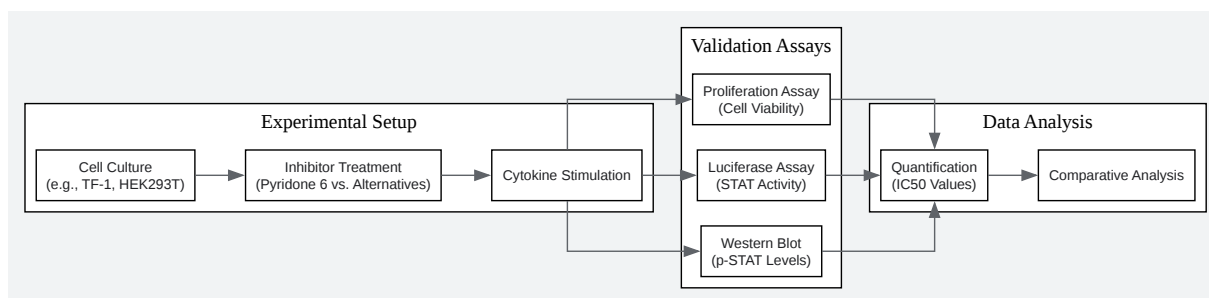 Experimental Setup
Cell Culture
(e.g., TF-1, HEK293T)
Inhibitor Treatment
(Pyridone 6 vs. Alternatives)
Cytokine Stimulation
Validation Assays
Proliferation Assay
(Cell Viability)
Luciferase Assay
(STAT Activity)
Western Blot
(p-STAT Levels)
Data Analysis
Quantification
(IC50 Values)
Comparative Analysis